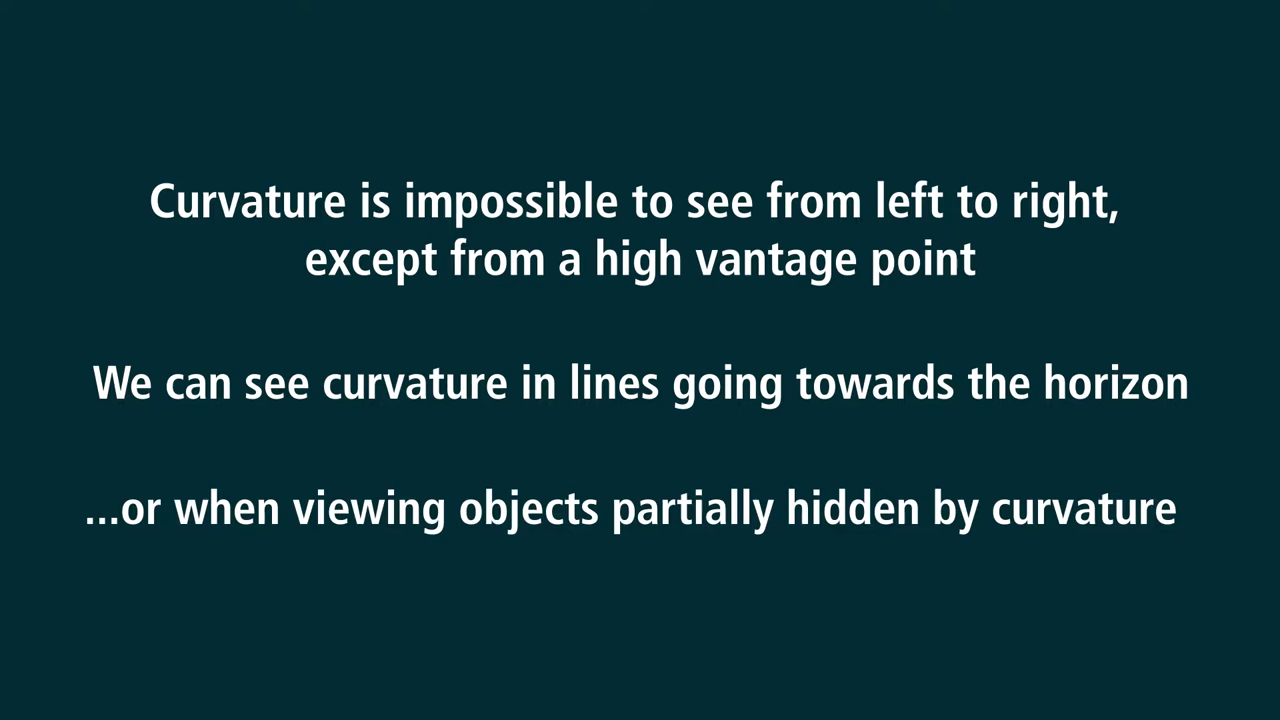 Curvature is impossible to see from left to right,
except from a high vantage point
We can see curvature in lines going towards the horizon
...or when viewing objects partially hidden by curvature